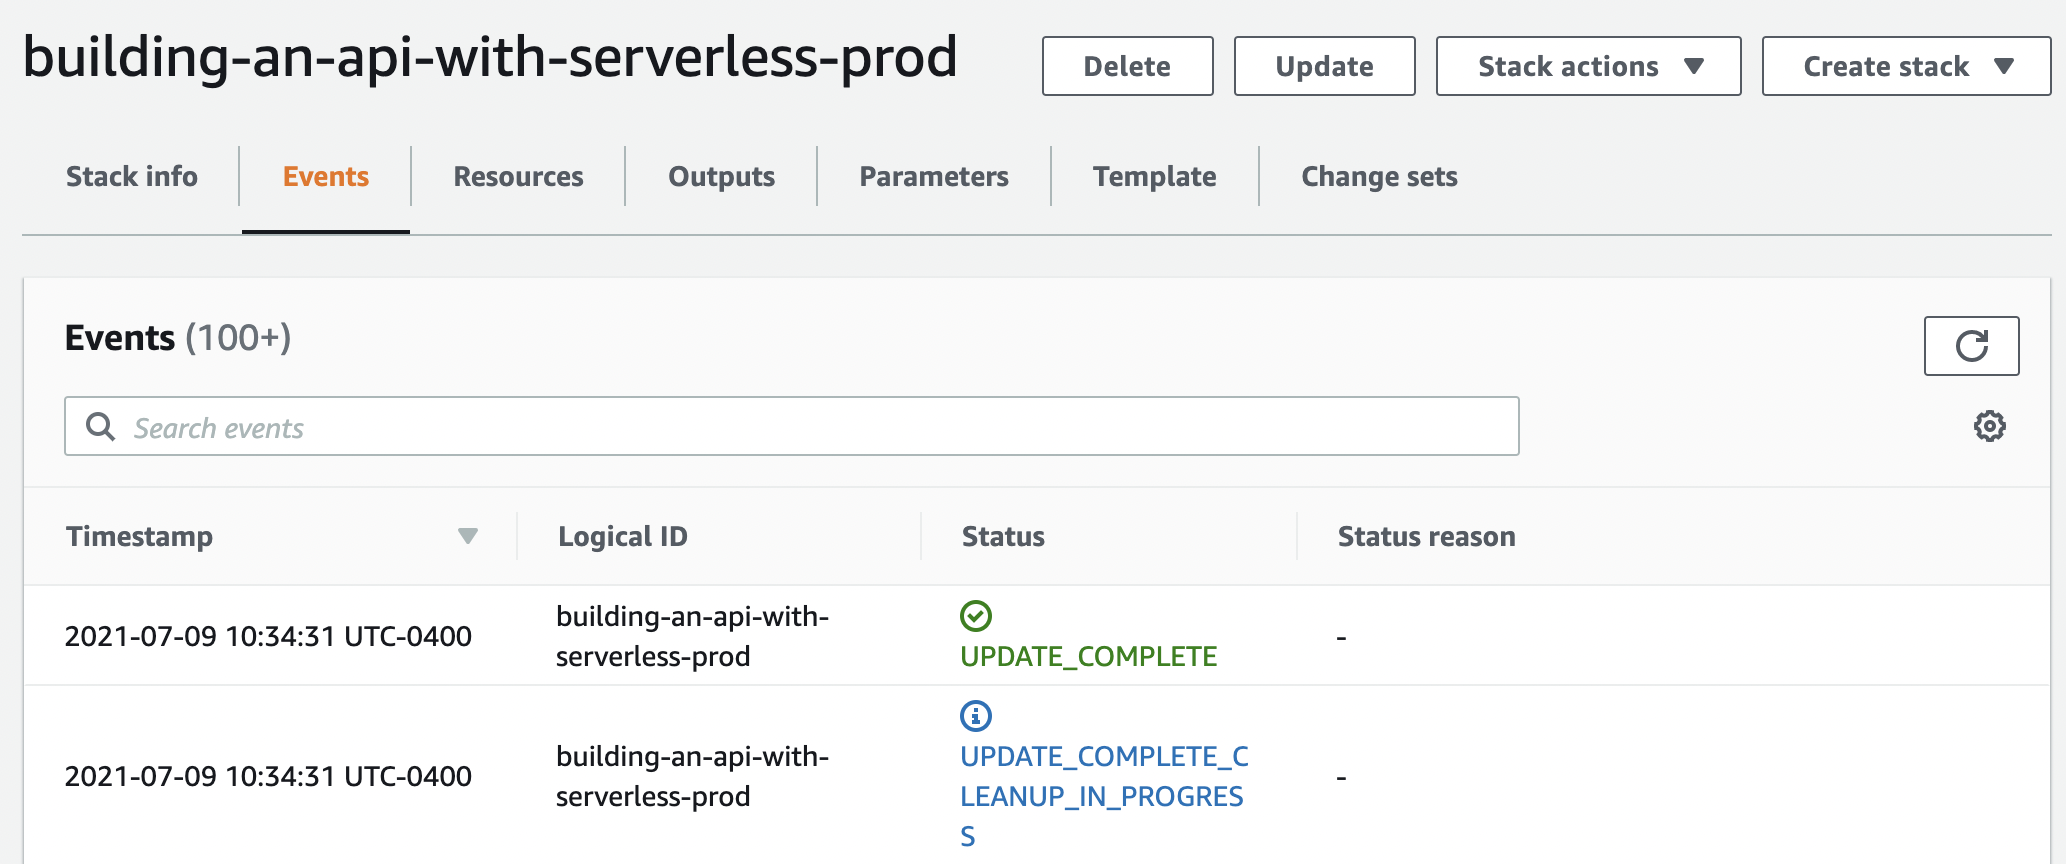 building-an-api-with-serverless-prod
Delete
Update
Stack actions
Create stack
Stack info
Events
Resources
Outputs
Parameters
Template
Change sets
Events (100+)
Search events
Timestamp
Logical ID
Status
Status reason
2021-07-09 10:34:31 UTC-0400
building-an-api-with-
serverless-prod
UPDATE_COMPLETE
-
2021-07-09 10:34:31 UTC-0400
building-an-api-with-
serverless-prod
UPDATE_COMPLETE_C
LEANUP_IN_PROGRES
S
-